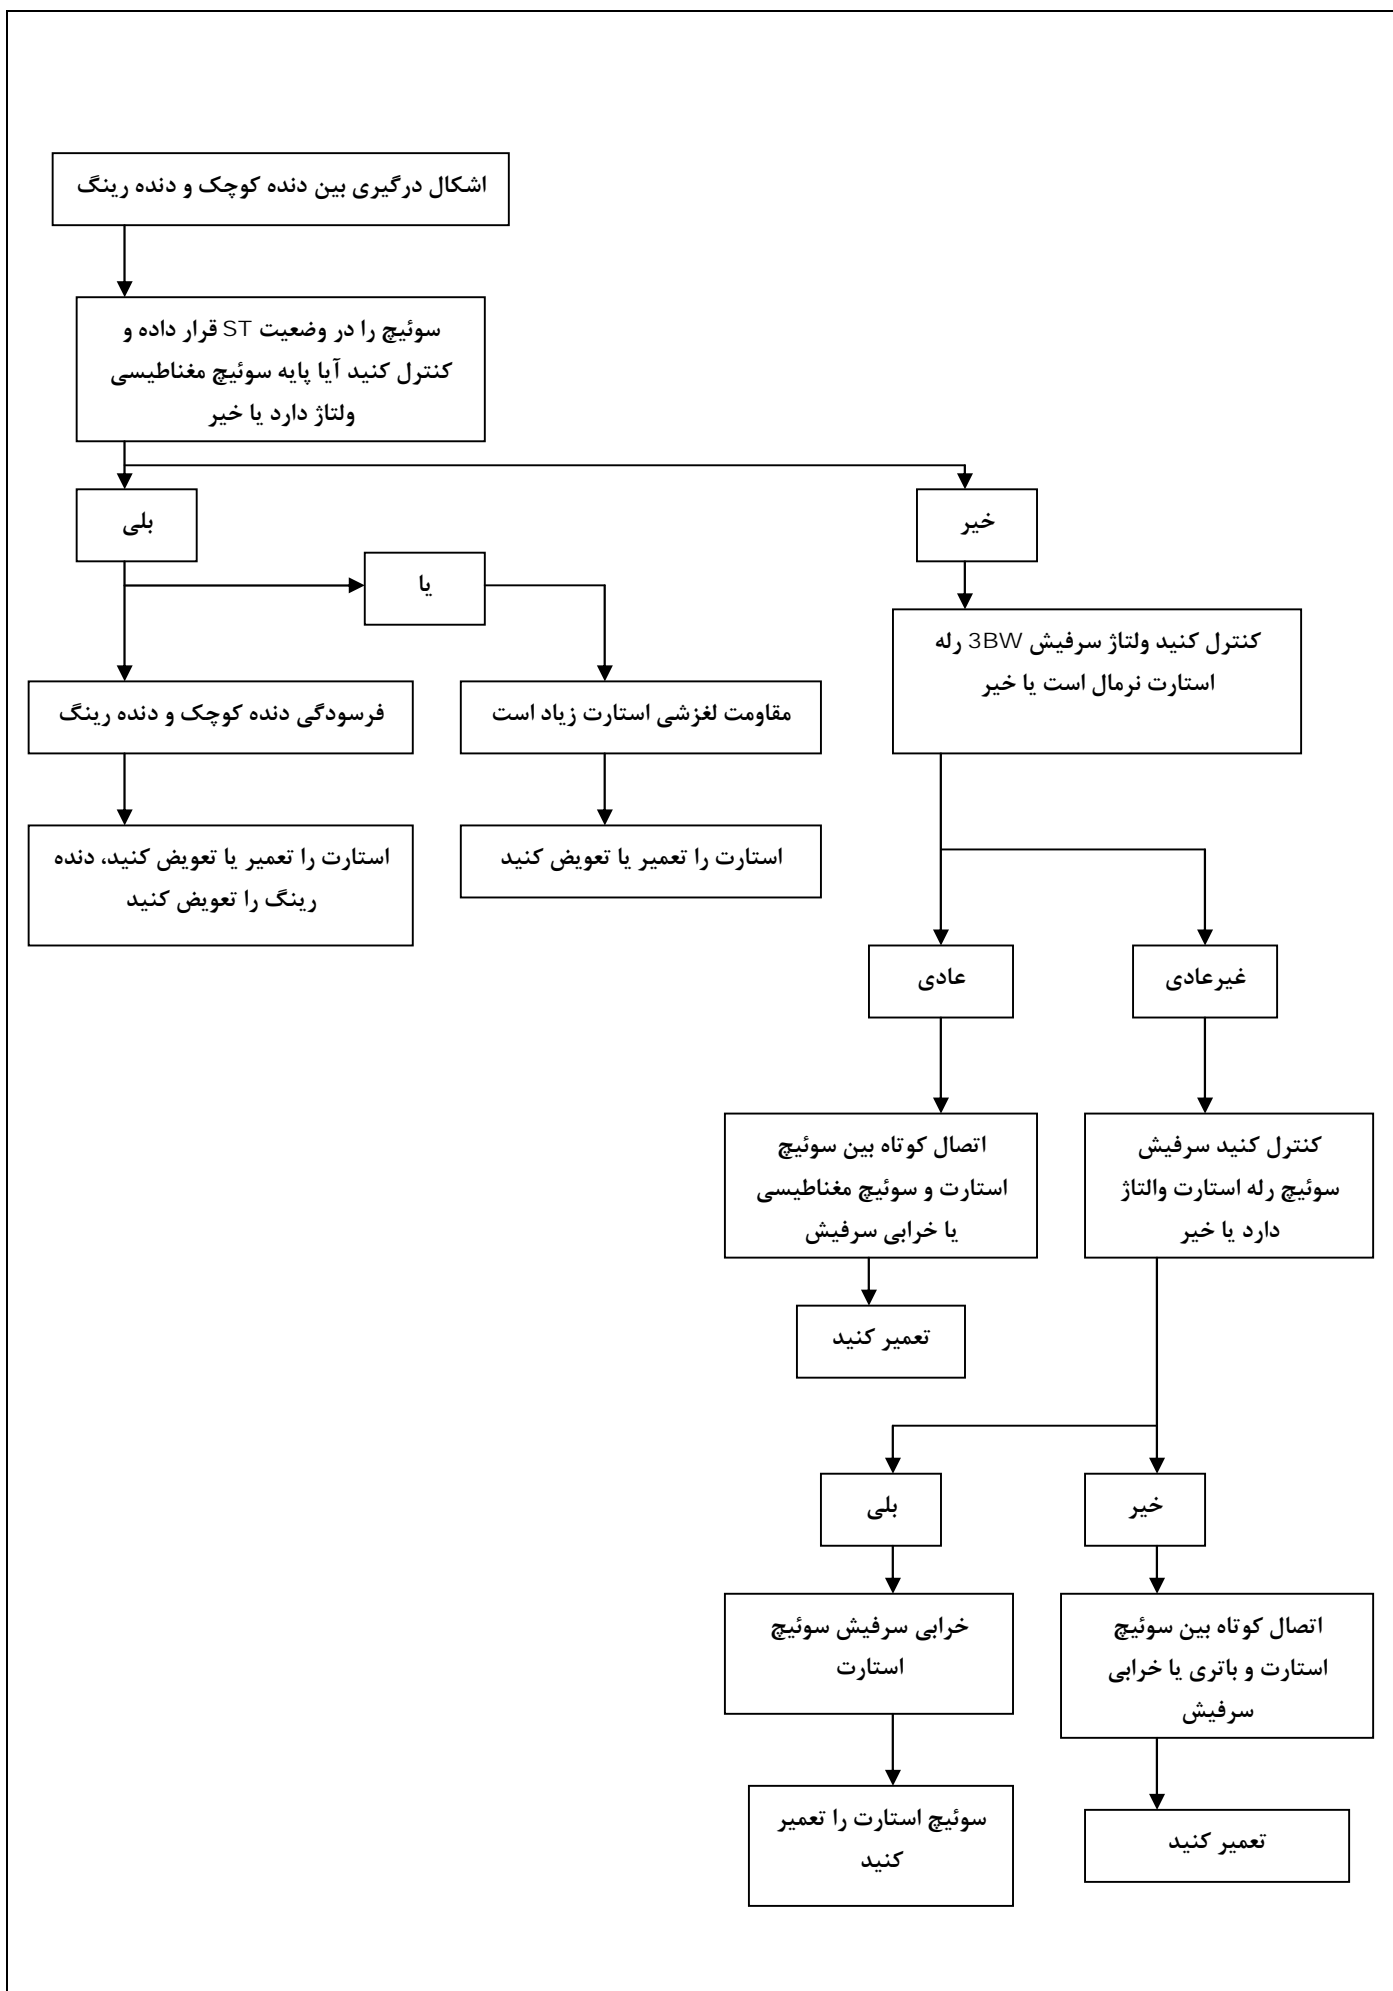 اشکال درگیری بین دنده کوچک و دنده رینگ
سوئیچ را در وضعیت ST قرار داده و
کنترل کنید آیا پایه سوئیچ مغناطیسی
ولتاژ دارد یا خیر
بلی
خیر
یا
کنترل کنید ولتاژ سرفیش 3BW رله
استارت نرمال است یا خیر
فرسودگی دنده کوچک و دنده رینگ
مقاومت لغزشی استارت زیاد است
استارت را تعمیر یا تعویض کنید، دنده
رینگ را تعویض کنید
استارت را تعمیر یا تعویض کنید
عادی
غیرعادی
اتصال کوتاه بین سوئیچ
استارت و سوئیچ مغناطیسی
یا خرابی سرفیش
کنترل کنید سرفیش
سوئیچ رله استارت والتاژ
دارد یا خیر
تعمیر کنید
بلی
خیر
خرابی سرفیش سوئیچ
استارت
اتصال کوتاه بین سوئیچ
استارت و باتری یا خرابی
سرفیش
سوئیچ استارت را تعمیر
کنید
تعمیر کنید